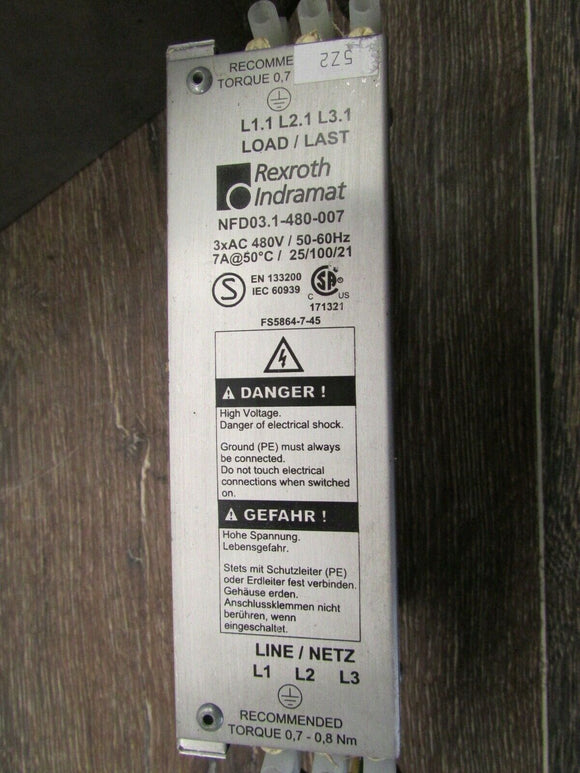 RECOMME
TORQUE 0,7
5Z2
L1.1 L2.1 L3.1
LOAD / LAST
Rexroth
Indramat
NFD03.1-480-007
3xAC 480V / 50-60Hz
7A@50°C / 25/100/21
S
EN 133200
IEC 60939
SA
C US
171321
FS5864-7-45
DANGER !
High Voltage.
Danger of electrical shock.
Ground (PE) must always
be connected.
Do not touch electrical
connections when switched
on.
GEFAHR !
Hohe Spannung.
Lebensgefahr.
Stets mit Schutzleiter (PE)
oder Erdleiter fest verbinden.
Gehäuse erden.
Anschlussklemmen nicht
berühren, wenn
eingeschaltet.
LINE / NETZ
L1 L2 L3
RECOMMENDED
TORQUE 0,7 - 0,8 Nm